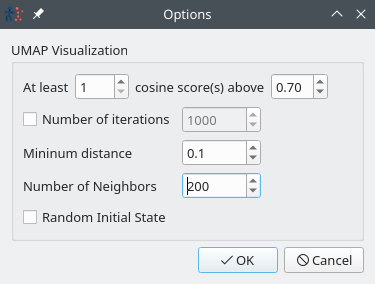 Options
UMAP Visualization
At least 1 cosine score(s) above 0.70
Number of iterations 1000
Mininum distance 0.1
Number of Neighbors 200
Random Initial State
OK Cancel